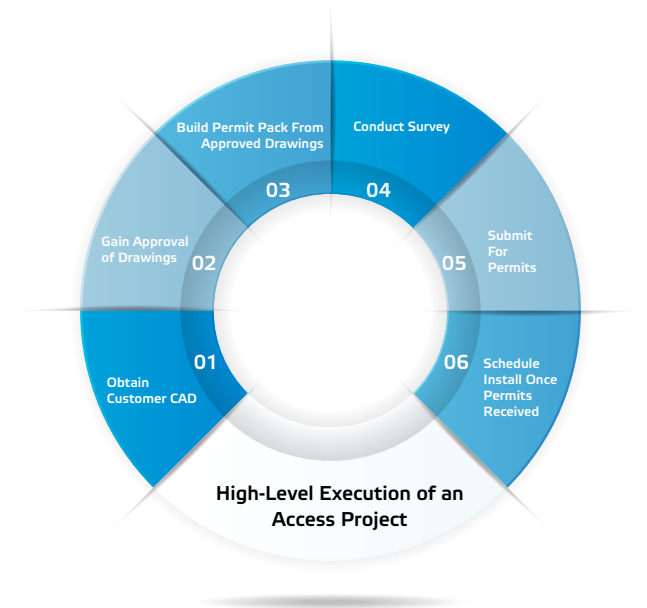 01
Obtain
Customer CAD
02
Gain Approval
of Drawings
03
Build Permit Pack From
Approved Drawings
04
Conduct Survey
05
Submit
For
Permits
06
Schedule
Install Once
Permits
Received
High-Level Execution of an
Access Project